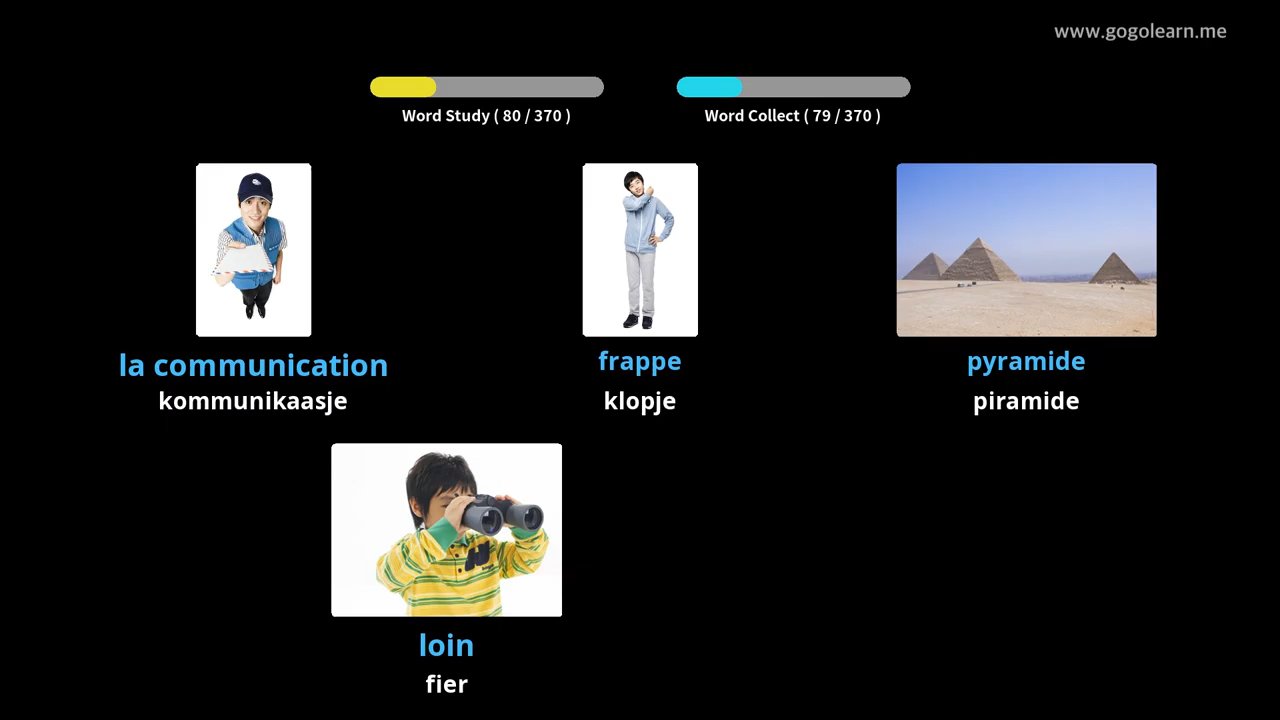 www.gogolearn.me
Word Study ( 80 / 370 )
Word Collect ( 79 / 370 )
la communication
kommunikaasje
frappe
klopje
pyramide
piramide
loin
fier